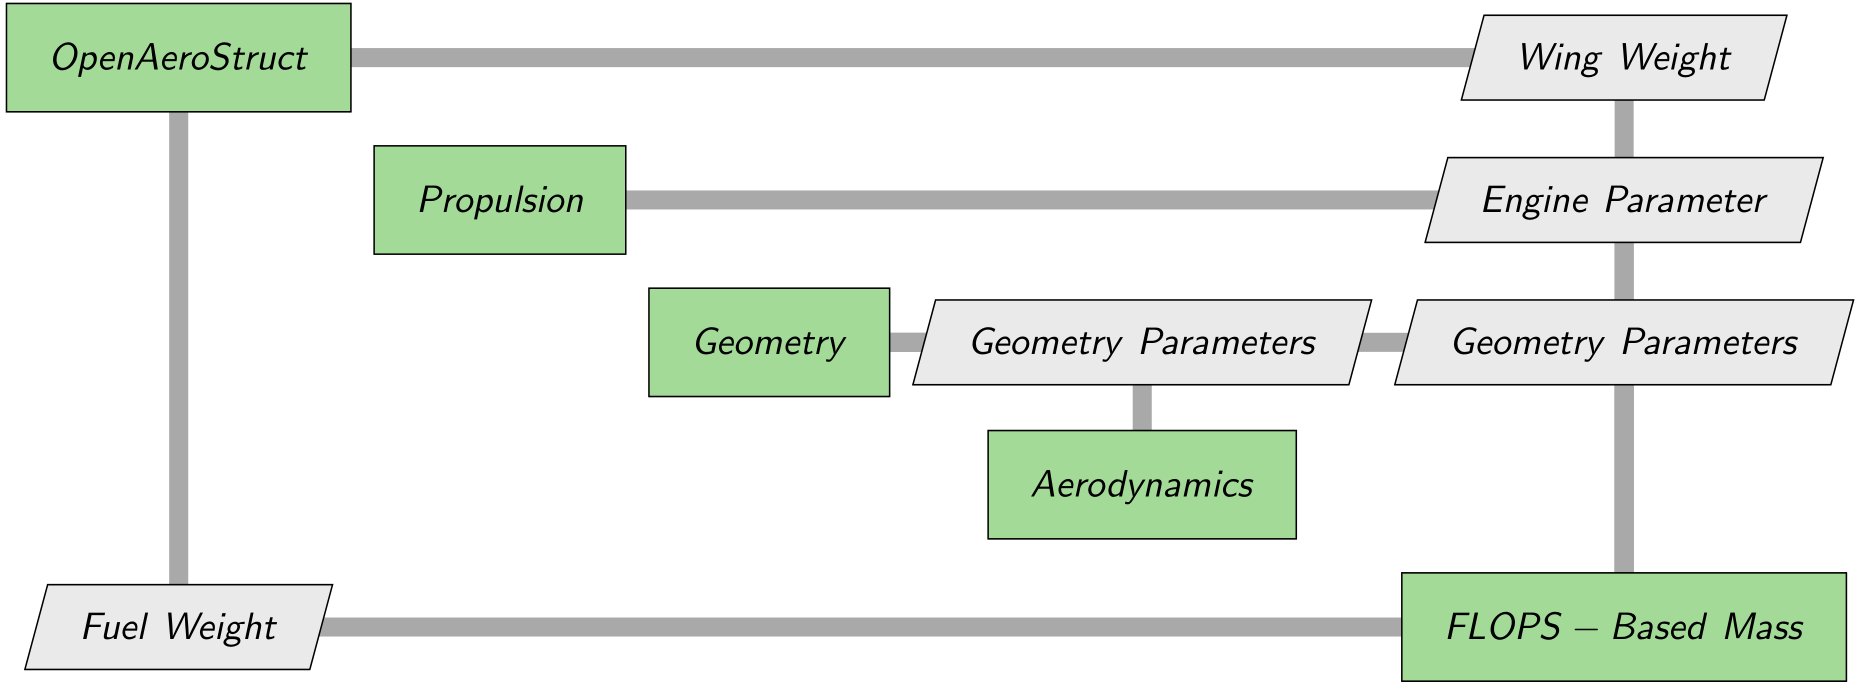 OpenAeroStruct
Wing Weight
Propulsion
Engine Parameter
Geometry
Geometry Parameters
Geometry Parameters
Aerodynamics
Fuel Weight
FLOPS – Based Mass